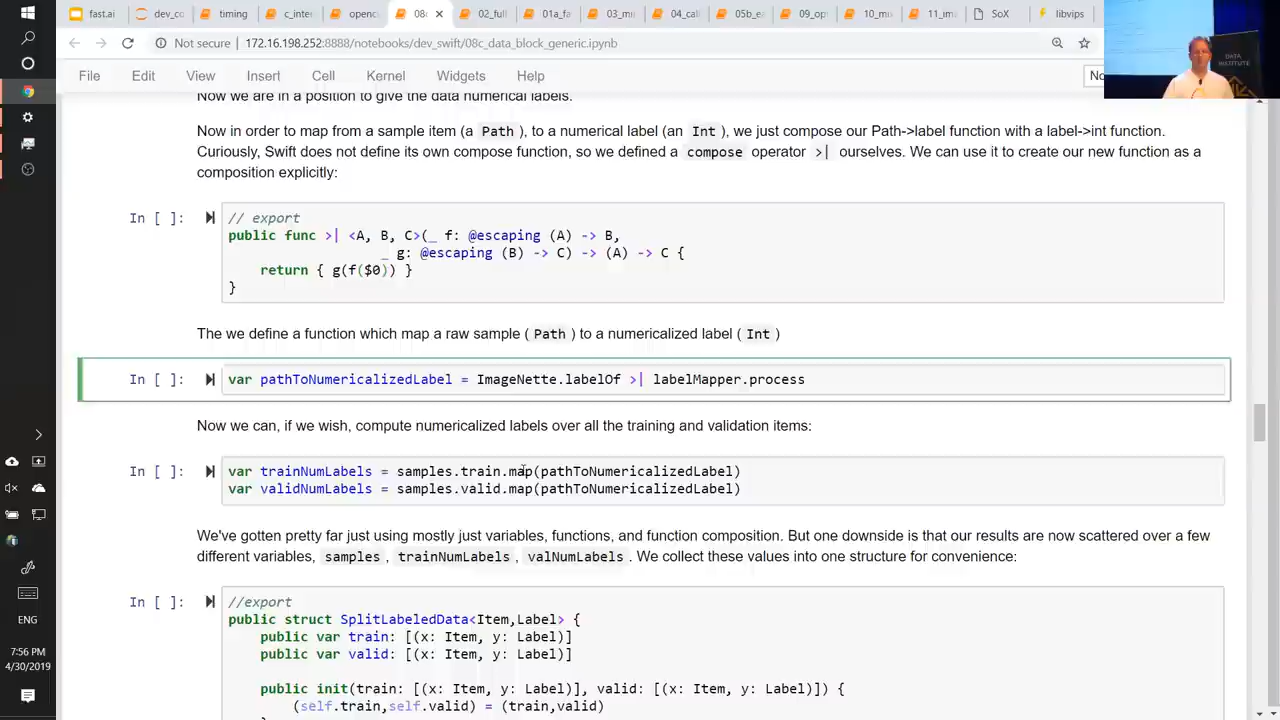 fast.ai
dev_co
timing
c_inte
openc
08c
02_full
01a_fa
03_mi
04_call
05b_ea
09_op
10_mix
11_ima
SoX
libvips
Not secure | 172.16.198.252:8888/notebooks/dev_swift/08c_data_block_generic.ipynb
File Edit View Insert Cell Kernel Widgets Help
DATA
INSTITUTE
Now we are in a position to give the data numerical labels.
Now in order to map from a sample item (a Path ), to a numerical label (an Int ), we just compose our Path->label function with a label->int function.
Curiously, Swift does not define its own compose function, so we defined a compose operator >| ourselves. We can use it to create our new function as a
composition explicitly:
In [ ]: // export
public func >| <A, B, C>(_ f: @escaping (A) -> B,
_ g: @escaping (B) -> C) -> (A) -> C {
return { g(f($0)) }
}
The we define a function which map a raw sample ( Path ) to a numericalized label ( Int )
In [ ]: var pathToNumericalizedLabel = ImageNette.labelOf >| labelMapper.process
Now we can, if we wish, compute numericalized labels over all the training and validation items:
In [ ]: var trainNumLabels = samples.train.map(pathToNumericalizedLabel)
var validNumLabels = samples.valid.map(pathToNumericalizedLabel)
We've gotten pretty far just using mostly just variables, functions, and function composition. But one downside is that our results are now scattered over a few
different variables, samples , trainNumLabels , valNumLabels . We collect these values into one structure for convenience:
In [ ]: //export
public struct SplitLabeledData<Item,Label> {
public var train: [(x: Item, y: Label)]
public var valid: [(x: Item, y: Label)]
public init(train: [(x: Item, y: Label)], valid: [(x: Item, y: Label)]) {
(self.train,self.valid) = (train,valid)
ENG
7:56 PM
4/30/2019